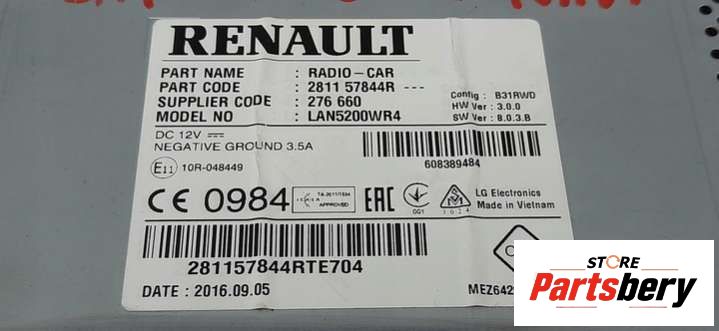 RENAULT
PART NAME : RADIO-CAR
PART CODE : 2811 57844R ---
SUPPLIER CODE : 276 660
MODEL NO : LAN5200WR4
Config : B31RWD
HW Ver : 3.0.0
SW Ver : 8.0.3.B
DC 12V
NEGATIVE GROUND 3.5A
E11 10R-048449
608389484
CE 0984
APPROVED
EAC
LG Electronics
Made in Vietnam
281157844RTE704
DATE : 2016.09.05
STORE
Partsbery